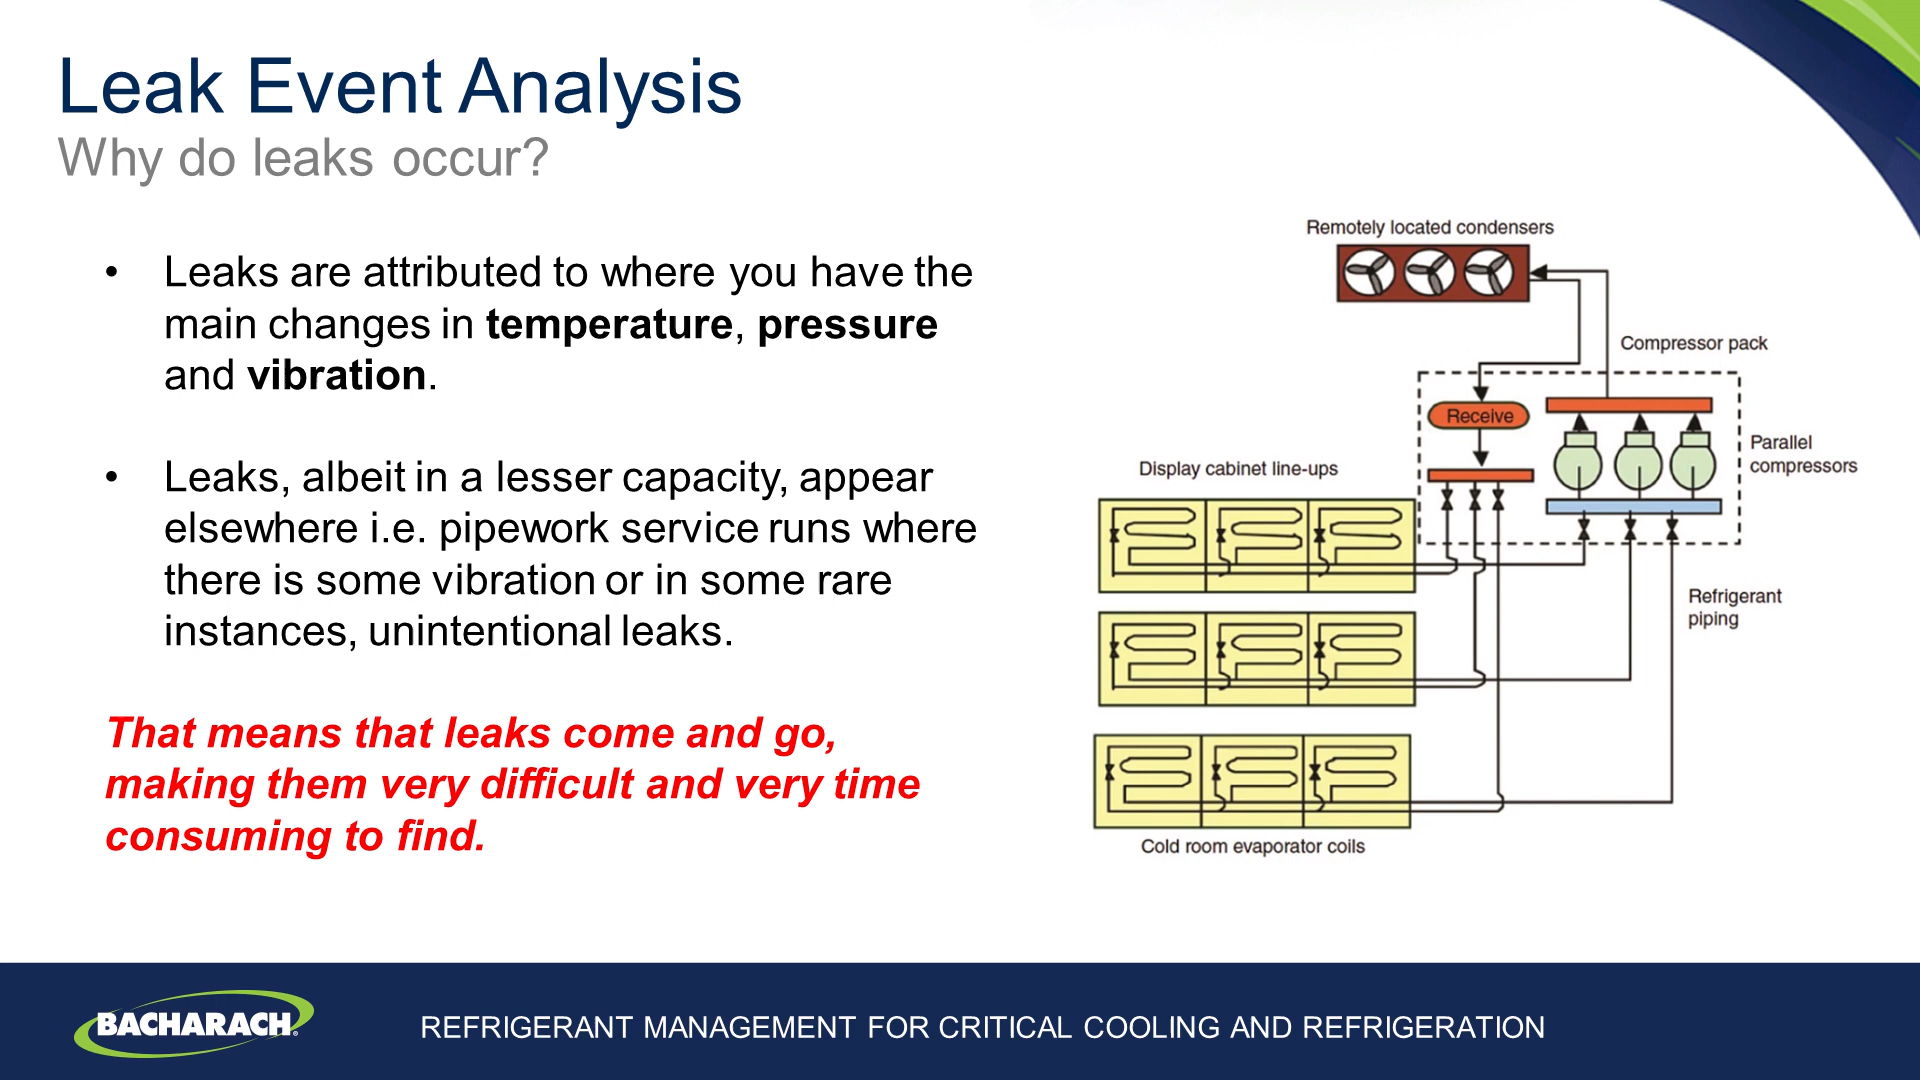 Leak Event Analysis
Why do leaks occur?
• Leaks are attributed to where you have the
main changes in temperature, pressure
and vibration.
• Leaks, albeit in a lesser capacity, appear
elsewhere i.e. pipework service runs where
there is some vibration or in some rare
instances, unintentional leaks.
That means that leaks come and go,
making them very difficult and very time
consuming to find.
Remotely located condensers
Compressor pack
Receive
Parallel
compressors
Display cabinet line-ups
Refrigerant
piping
Cold room evaporator coils
BACHARACH®
REFRIGERANT MANAGEMENT FOR CRITICAL COOLING AND REFRIGERATION